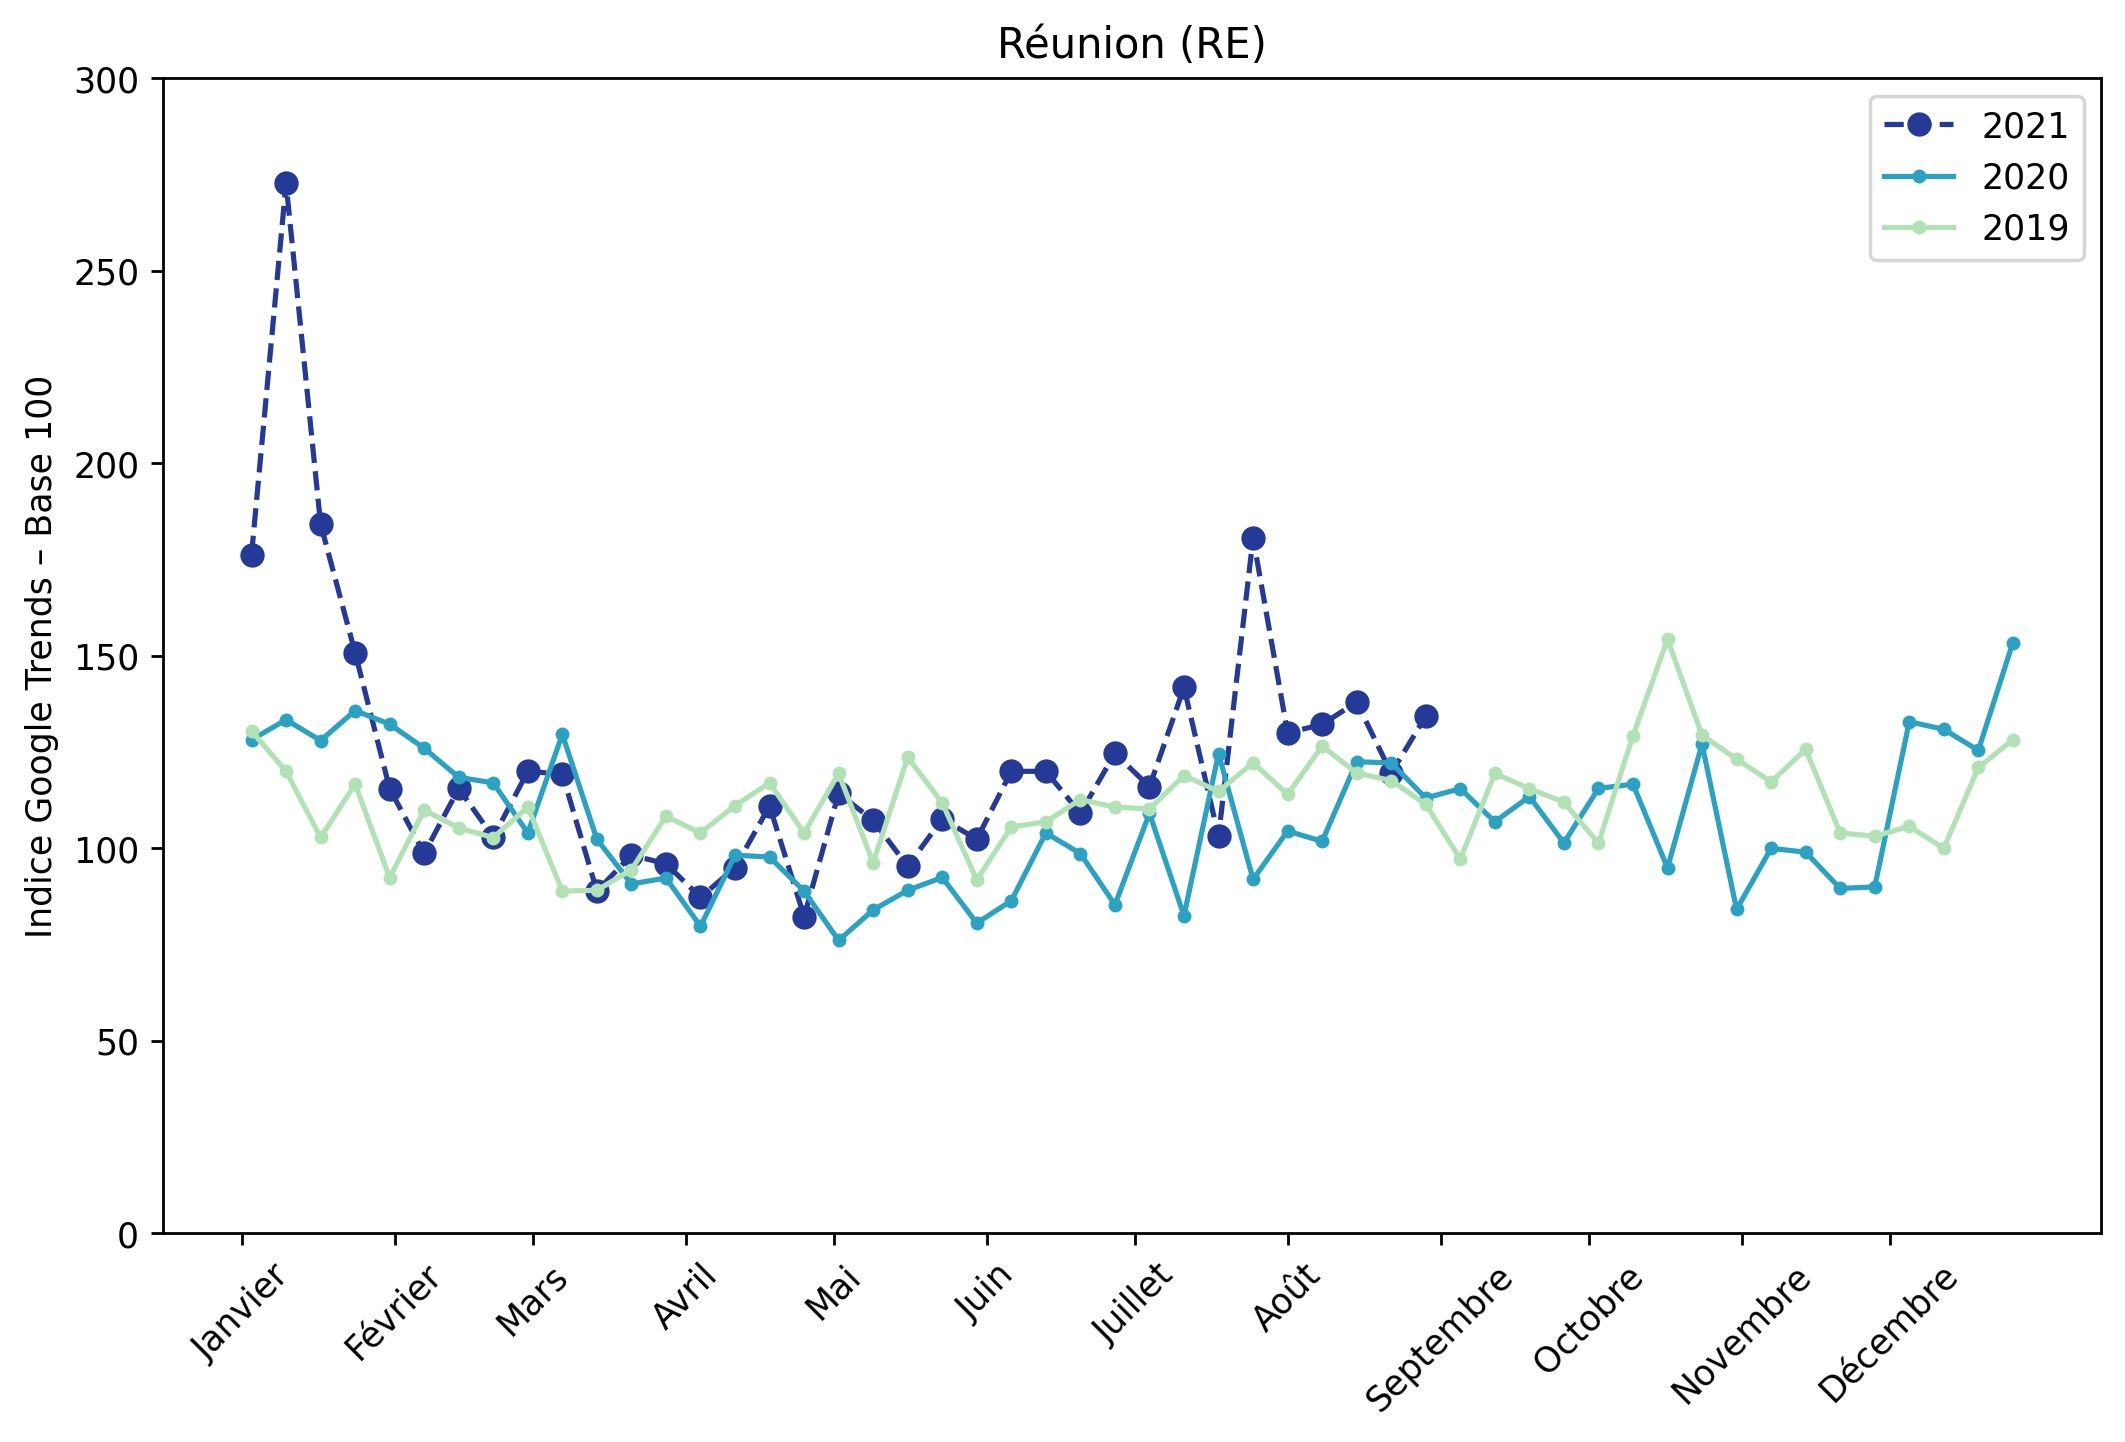 Réunion (RE)
Indice Google Trends – Base 100
300
250
200
150
100
50
0
2021
2020
2019
Janvier
Février
Mars
Avril
Mai
Juin
Juillet
Août
Septembre
Octobre
Novembre
Décembre